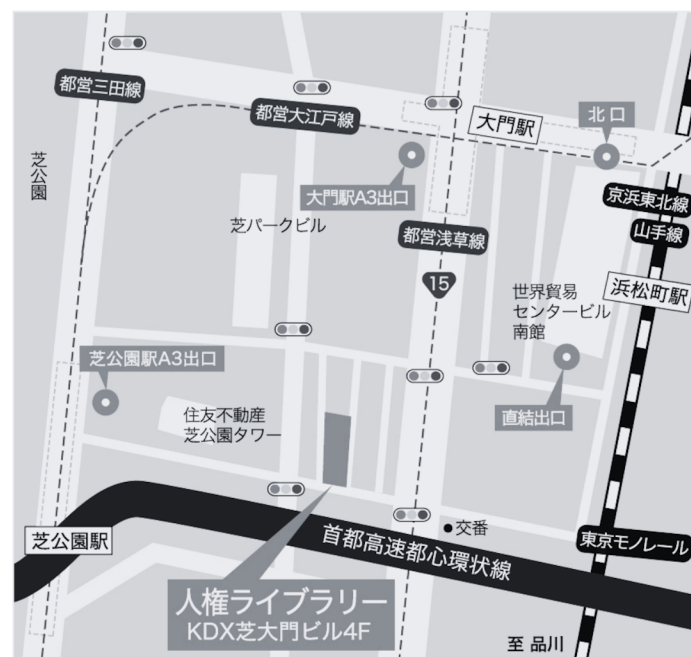 都営三田線
都営大江戸線
大門駅
北口
芝公園
大門駅A3出口
京浜東北線
芝パークビル
都営浅草線
山手線
15
世界貿易
センタービル
南館
浜松町駅
芝公園駅A3出口
住友不動産
芝公園タワー
直結出口
交番
芝公園駅
首都高速都心環状線
東京モノレール
人権ライブラリー
KDX芝大門ビル4F
至 品川